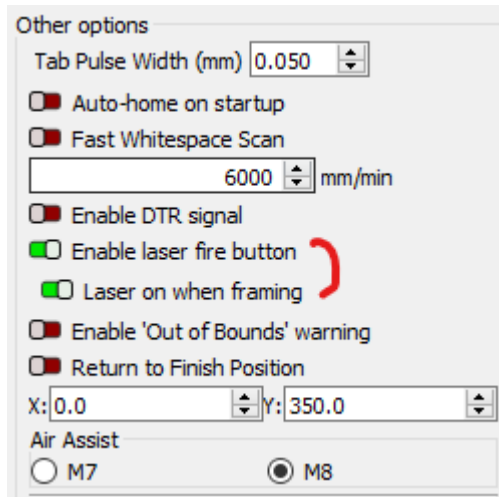 Other options
Tab Pulse Width (mm) 0.050
Auto-home on startup
Fast Whitespace Scan
6000 mm/min
Enable DTR signal
Enable laser fire button
Laser on when framing
Enable 'Out of Bounds' warning
Return to Finish Position
X: 0.0 Y: 350.0
Air Assist
M7 M8